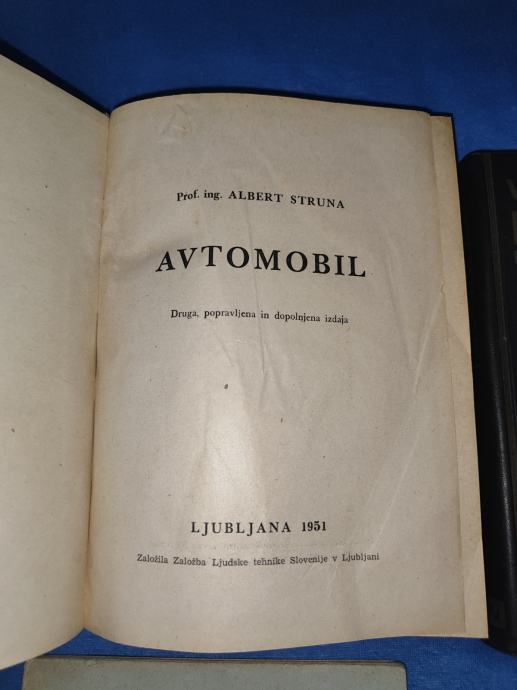 Prof. ing. ALBERT STRUNA
AVTOMOBIL
Druga, popravljena in dopolnjena izdaja
LJUBLJANA 1951
Založila Založba Ljudske tehnike Slovenije v Ljubljani